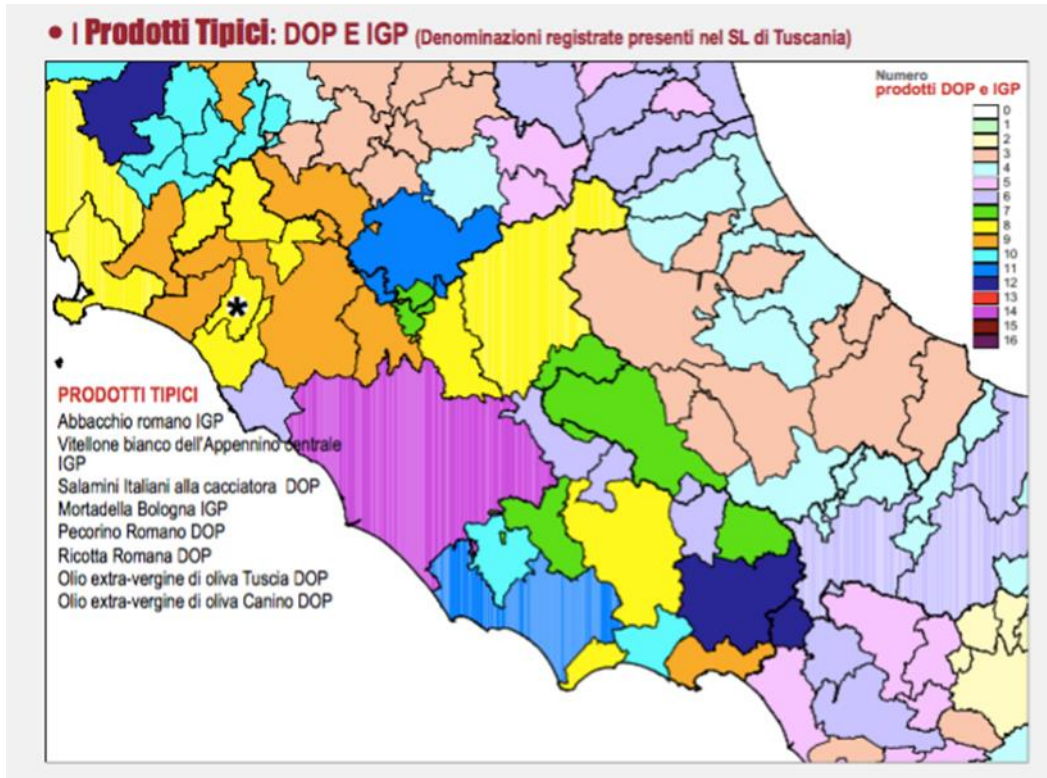 • I Prodotti Tipici: DOP E IGP (Denominazioni registrate presenti nel SL di Tuscania)
Numero
prodotti DOP e IGP
0
1
2
3
4
5
6
7
8
9
10
11
12
13
14
15
16
*
PRODOTTI TIPICI
Abbacchio romano IGP
Vitellone bianco dell'Appennino centrale
IGP
Salamini Italiani alla cacciatora DOP
Mortadella Bologna IGP
Pecorino Romano DOP
Ricotta Romana DOP
Olio extra-vergine di oliva Tuscia DOP
Olio extra-vergine di oliva Canino DOP